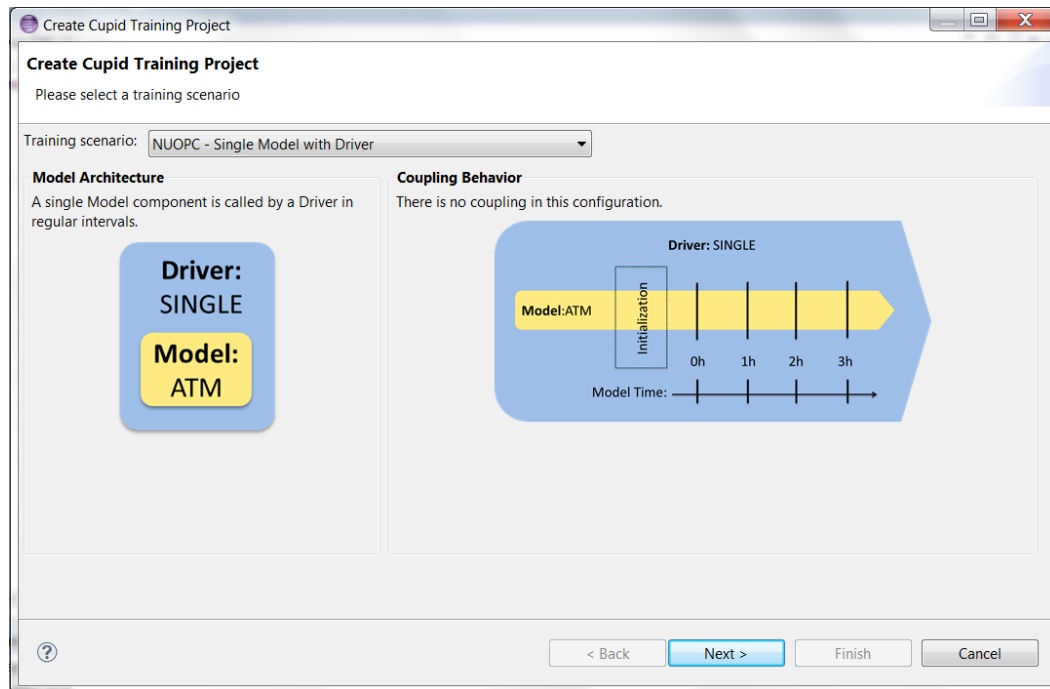 Create Cupid Training Project
Create Cupid Training Project
Please select a training scenario
Training scenario: NUOPC - Single Model with Driver
Model Architecture
A single Model component is called by a Driver in
regular intervals.
Driver:
SINGLE
Model:
ATM
Coupling Behavior
There is no coupling in this configuration.
Driver: SINGLE
Model:ATM
Initialization
0h 1h 2h 3h
Model Time:
?
< Back Next > Finish Cancel